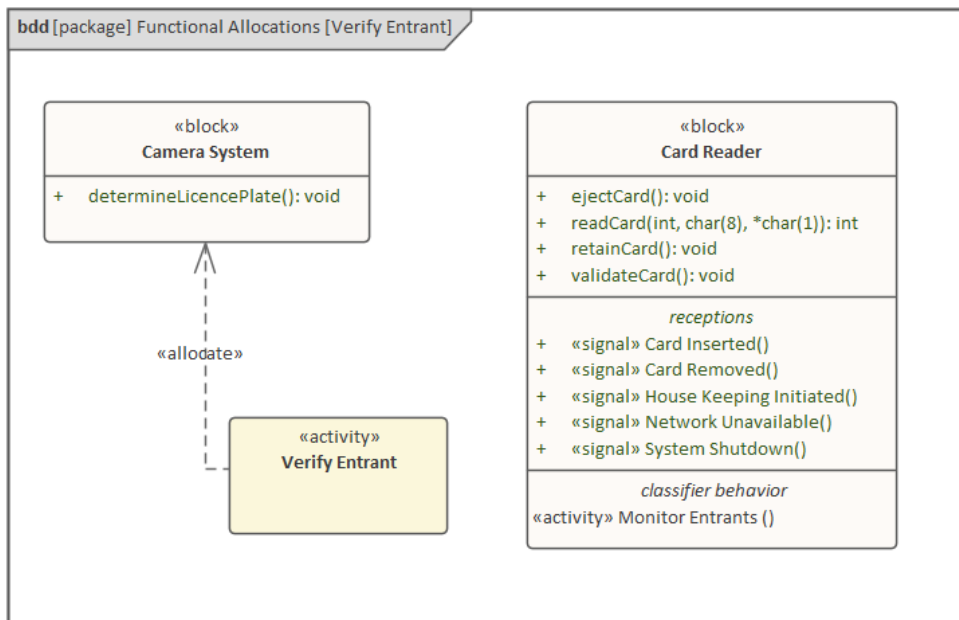 bdd [package] Functional Allocations [Verify Entrant]
«block»
Camera System
+ determineLicencePlate(): void
«allocate»
«activity»
Verify Entrant
«block»
Card Reader
+ ejectCard(): void
+ readCard(int, char(8), *char(1)): int
+ retainCard(): void
+ validateCard(): void
receptions
+ «signal» Card Inserted()
+ «signal» Card Removed()
+ «signal» House Keeping Initiated()
+ «signal» Network Unavailable()
+ «signal» System Shutdown()
classifier behavior
«activity» Monitor Entrants ()